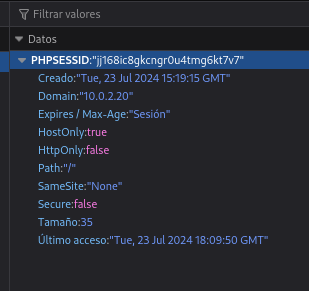 Filtrar valores
Datos
PHPSESSID:"jj168ic8gkcngr0u4tmg6kt7v7"
Creado:"Tue, 23 Jul 2024 15:19:15 GMT"
Domain:"10.0.2.20"
Expires / Max-Age:"Sesión"
HostOnly:true
HttpOnly:false
Path:"/"
SameSite:"None"
Secure:false
Tamaño:35
Último acceso:"Tue, 23 Jul 2024 18:09:50 GMT"